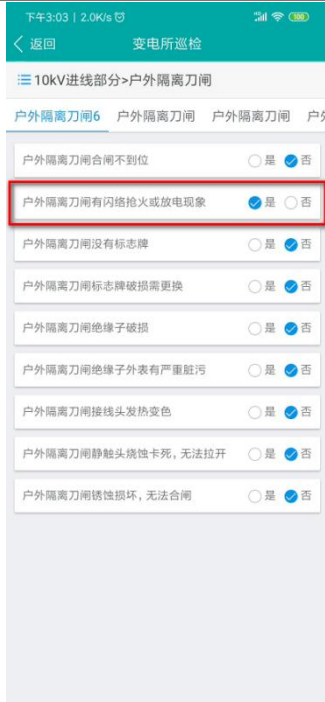 下午3:03 | 2.0K/s
100
返回
变电所巡检
10kV进线部分>户外隔离刀闸
户外隔离刀闸6 户外隔离刀闸 户外隔离刀闸 户
户外隔离刀闸合闸不到位 是 否
户外隔离刀闸有闪络抢火或放电现象 是 否
户外隔离刀闸没有标志牌 是 否
户外隔离刀闸标志牌破损需更换 是 否
户外隔离刀闸绝缘子破损 是 否
户外隔离刀闸绝缘子外表有严重脏污 是 否
户外隔离刀闸接线头发热变色 是 否
户外隔离刀闸静触头烧蚀卡死，无法拉开 是 否
户外隔离刀闸锈蚀损坏，无法合闸 是 否